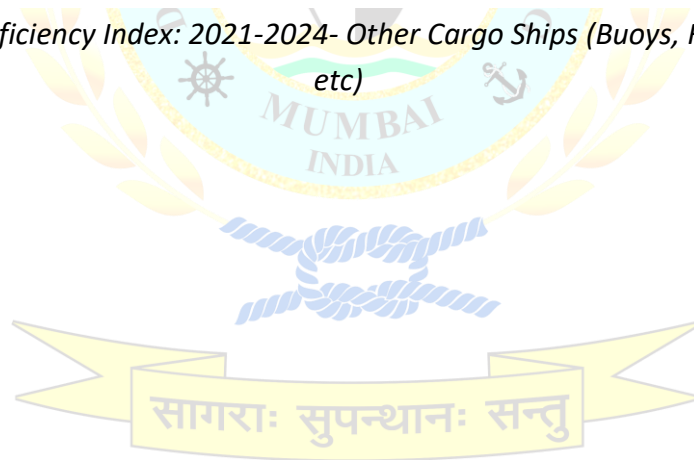 ficiency Index: 2021-2024- Other Cargo Ships (Buoys,
etc)
MUMBAI
INDIA
सागराः सुपन्थानः सन्तु